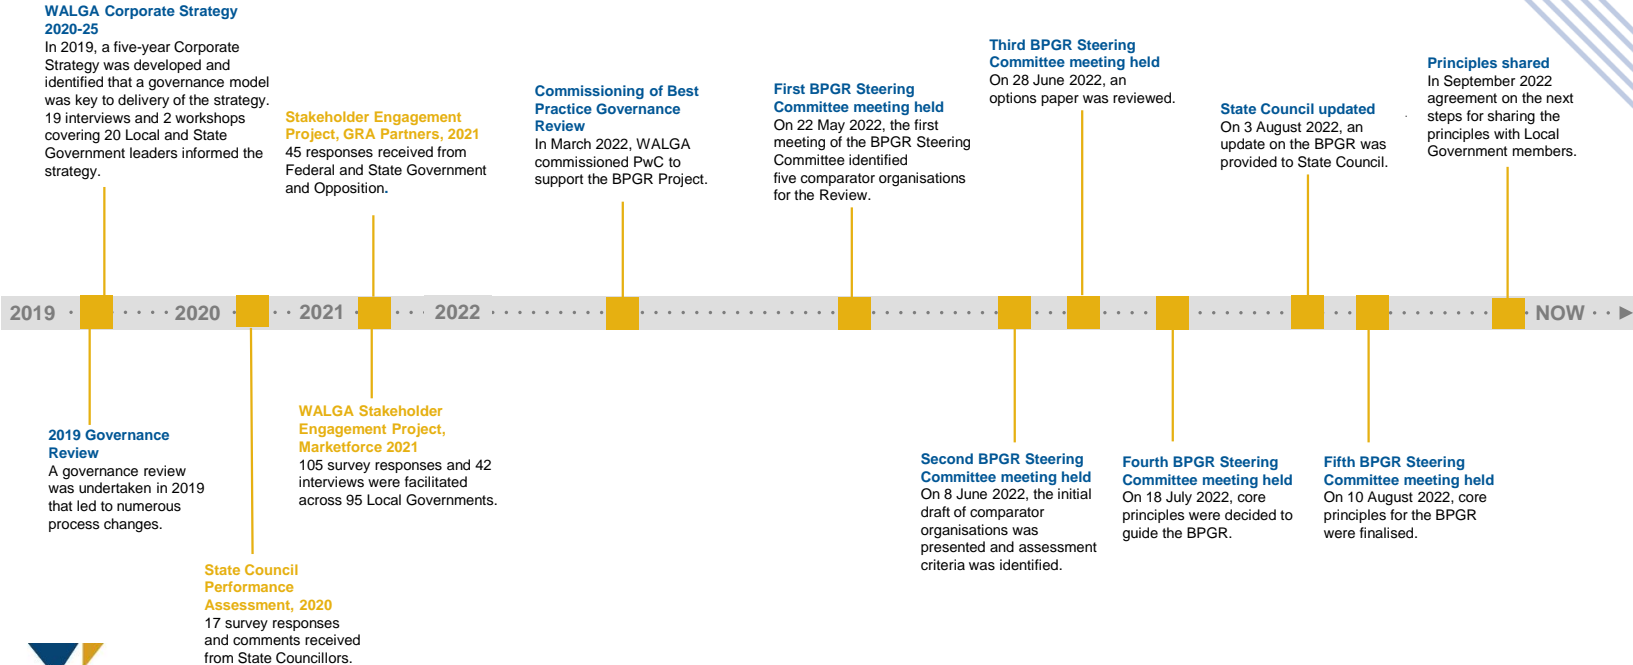 WALGA Corporate Strategy
2020-25
In 2019, a five-year Corporate
Strategy was developed and
identified that a governance model
was key to delivery of the strategy.
19 interviews and 2 workshops
covering 20 Local and State
Government leaders informed the
strategy.
Stakeholder Engagement
Project, GRA Partners, 2021
45 responses received from
Federal and State Government
and Opposition.
Commissioning of Best
Practice Governance
Review
In March 2022, WALGA
commissioned PwC to
support the BPGR Project.
First BPGR Steering
Committee meeting held
On 22 May 2022, the first
meeting of the BPGR Steering
Committee identified
five comparator organisations
for the Review.
Third BPGR Steering
Committee meeting held
On 28 June 2022, an
options paper was reviewed.
State Council updated
On 3 August 2022, an
update on the BPGR was
provided to State Council.
Principles shared
In September 2022
agreement on the next
steps for sharing the
principles with Local
Government members.
2019
2020
2021
2022
NOW
2019 Governance
Review
A governance review
was undertaken in 2019
that led to numerous
process changes.
State Council
Performance
Assessment, 2020
17 survey responses
and comments received
from State Councillors.
WALGA Stakeholder
Engagement Project,
Marketforce 2021
105 survey responses and 42
interviews were facilitated
across 95 Local Governments.
Second BPGR Steering
Committee meeting held
On 8 June 2022, the initial
draft of comparator
organisations was
presented and assessment
criteria was identified.
Fourth BPGR Steering
Committee meeting held
On 18 July 2022, core
principles were decided to
guide the BPGR.
Fifth BPGR Steering
Committee meeting held
On 10 August 2022, core
principles for the BPGR
were finalised.